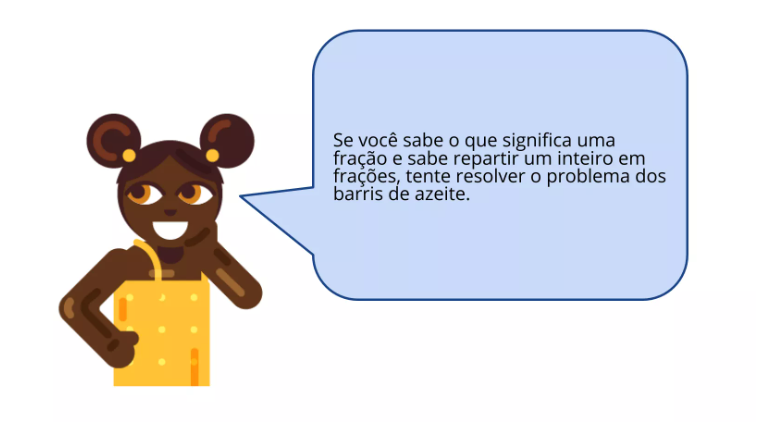 Se você sabe o que significa uma
fração e sabe repartir um inteiro em
frações, tente resolver o problema dos
barris de azeite.